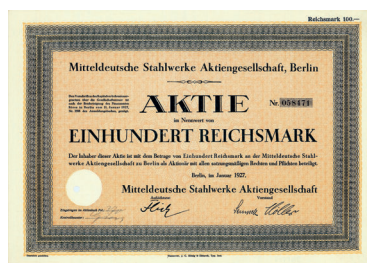 Reichsmark 100.—
Mitteldeutsche Stahlwerke Aktiengesellschaft, Berlin
AKTIE
Nr. 058471
im Nennwert von
EINHUNDERT REICHSMARK
Der Inhaber dieser Aktie ist mit dem Betrage von Einhundert Reichsmark an der Mitteldeutsche Stahl-
werke Aktiengesellschaft zu Berlin als Aktionär mit allen satzungsmäßigen Rechten und Pflichten beteiligt.
Berlin, im Januar 1927.
Mitteldeutsche Stahlwerke Aktiengesellschaft
Aufsichtsrat:
Vorstand